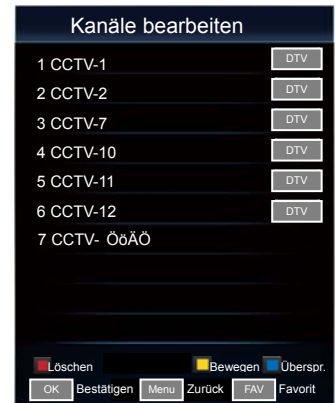 Kanäle bearbeiten
1 CCTV-1 DTV
2 CCTV-2 DTV
3 CCTV-7 DTV
4 CCTV-10 DTV
5 CCTV-11 DTV
6 CCTV-12 DTV
7 CCTV- ÖöÄÖ
Löschen Bewegen Überspr.
OK Bestätigen Menu Zurück FAV Favorit